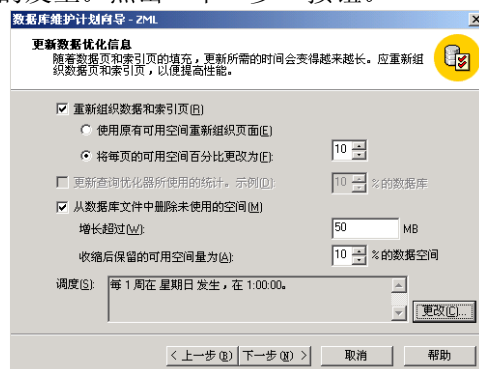 的发生。点击“下一步”按钮。
数据库维护计划向导 - ZML
更新数据优化信息
随着数据页和索引页的填充，更新所需的时间会变得越来越长。应重新组
织数据页和索引页，以便提高性能。
重新组织数据和索引页(R)
使用原有可用空间重新组织页面(E)
将每页的可用空间百分比更改为(F): 10
更新查询优化器所使用的统计。示例(D): 10 %的数据库
从数据库文件中删除未使用的空间(M)
增长超过(W): 50 MB
收缩后保留的可用空间量为(A): 10 %的数据空间
调度(S): 每 1 周在 星期日 发生，在 1:00:00。
更改(C)...
< 上一步(B) 下一步(N) > 取消 帮助